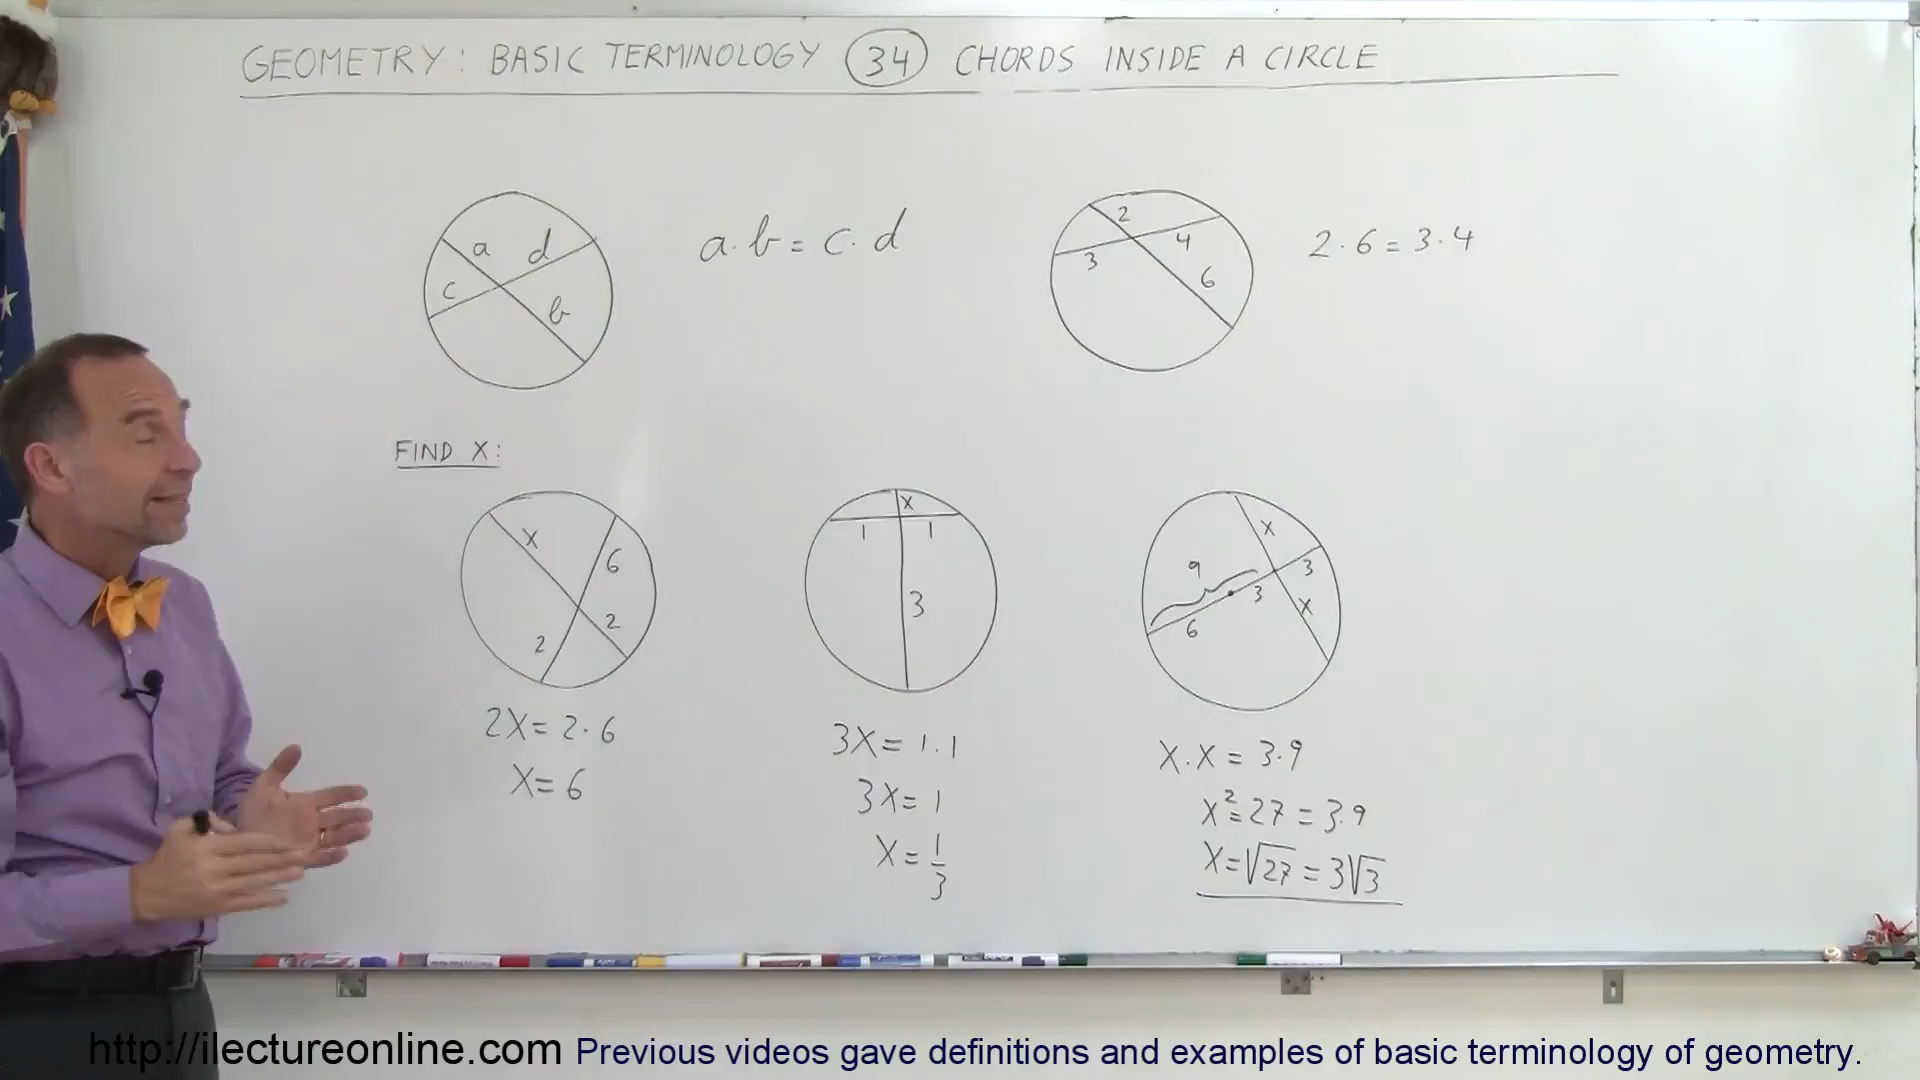 GEOMETRY: BASIC TERMINOLOGY 34 CHORDS INSIDE A CIRCLE
a
d
c
b
a·b = c·d
2
4
3
6
2·6 = 3·4
FIND X:
x
6
2
2
2X = 2·6
X = 6
x
1
1
3
3X = 1·1
3X = 1
X = 1/3
x
9
3
3
x
6
X·X = 3·9
X² = 27 = 3·9
X = √27 = 3√3
http://ilectureonline.com Previous videos gave definitions and examples of basic terminology of geometry.